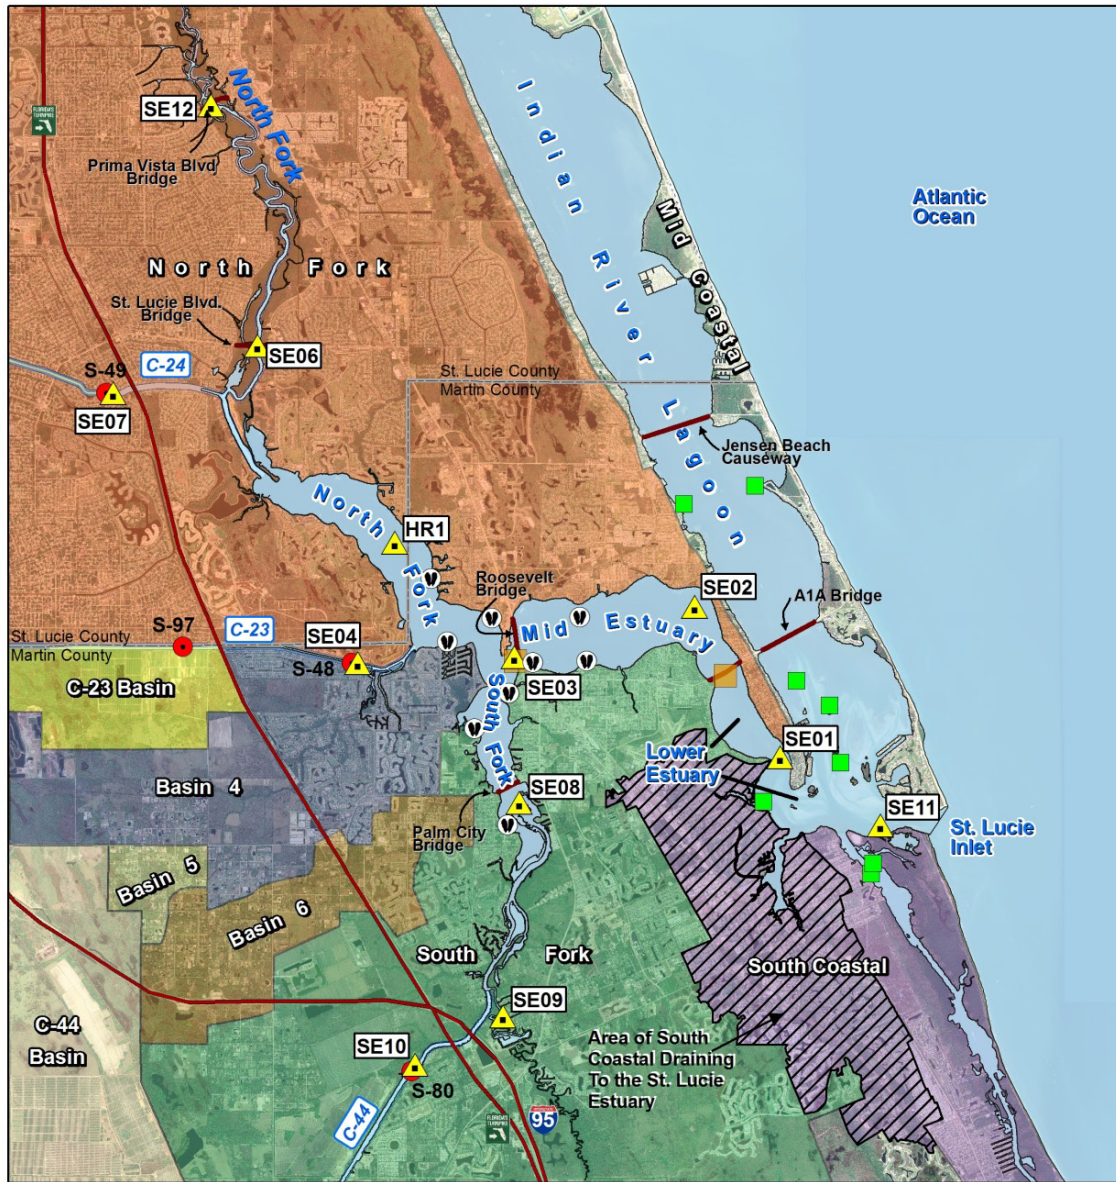 SE12
North Fork
Prima Vista Blvd
Bridge
Indian River Lagoon
Mid Coastal
Atlantic
Ocean
FLORIDA'S
TURNPIKE
North Fork
St. Lucie Blvd.
Bridge
SE06
C-24
S-49
SE07
St. Lucie County
Martin County
Jensen Beach
Causeway
North Fork
HR1
Roosevelt
Bridge
SE02
A1A Bridge
Mid Estuary
St. Lucie County
Martin County
S-97
C-23
SE04
S-48
SE03
C-23 Basin
South Fork
Lower
Estuary
SE01
Basin 4
SE08
Palm City
Bridge
SE11
St. Lucie
Inlet
Basin 5
Basin 6
South Fork
South Coastal
C-44
Basin
SE09
SE10
S-80
Area of South
Coastal Draining
To the St. Lucie
Estuary
C-44
FLORIDA'S
TURNPIKE
95